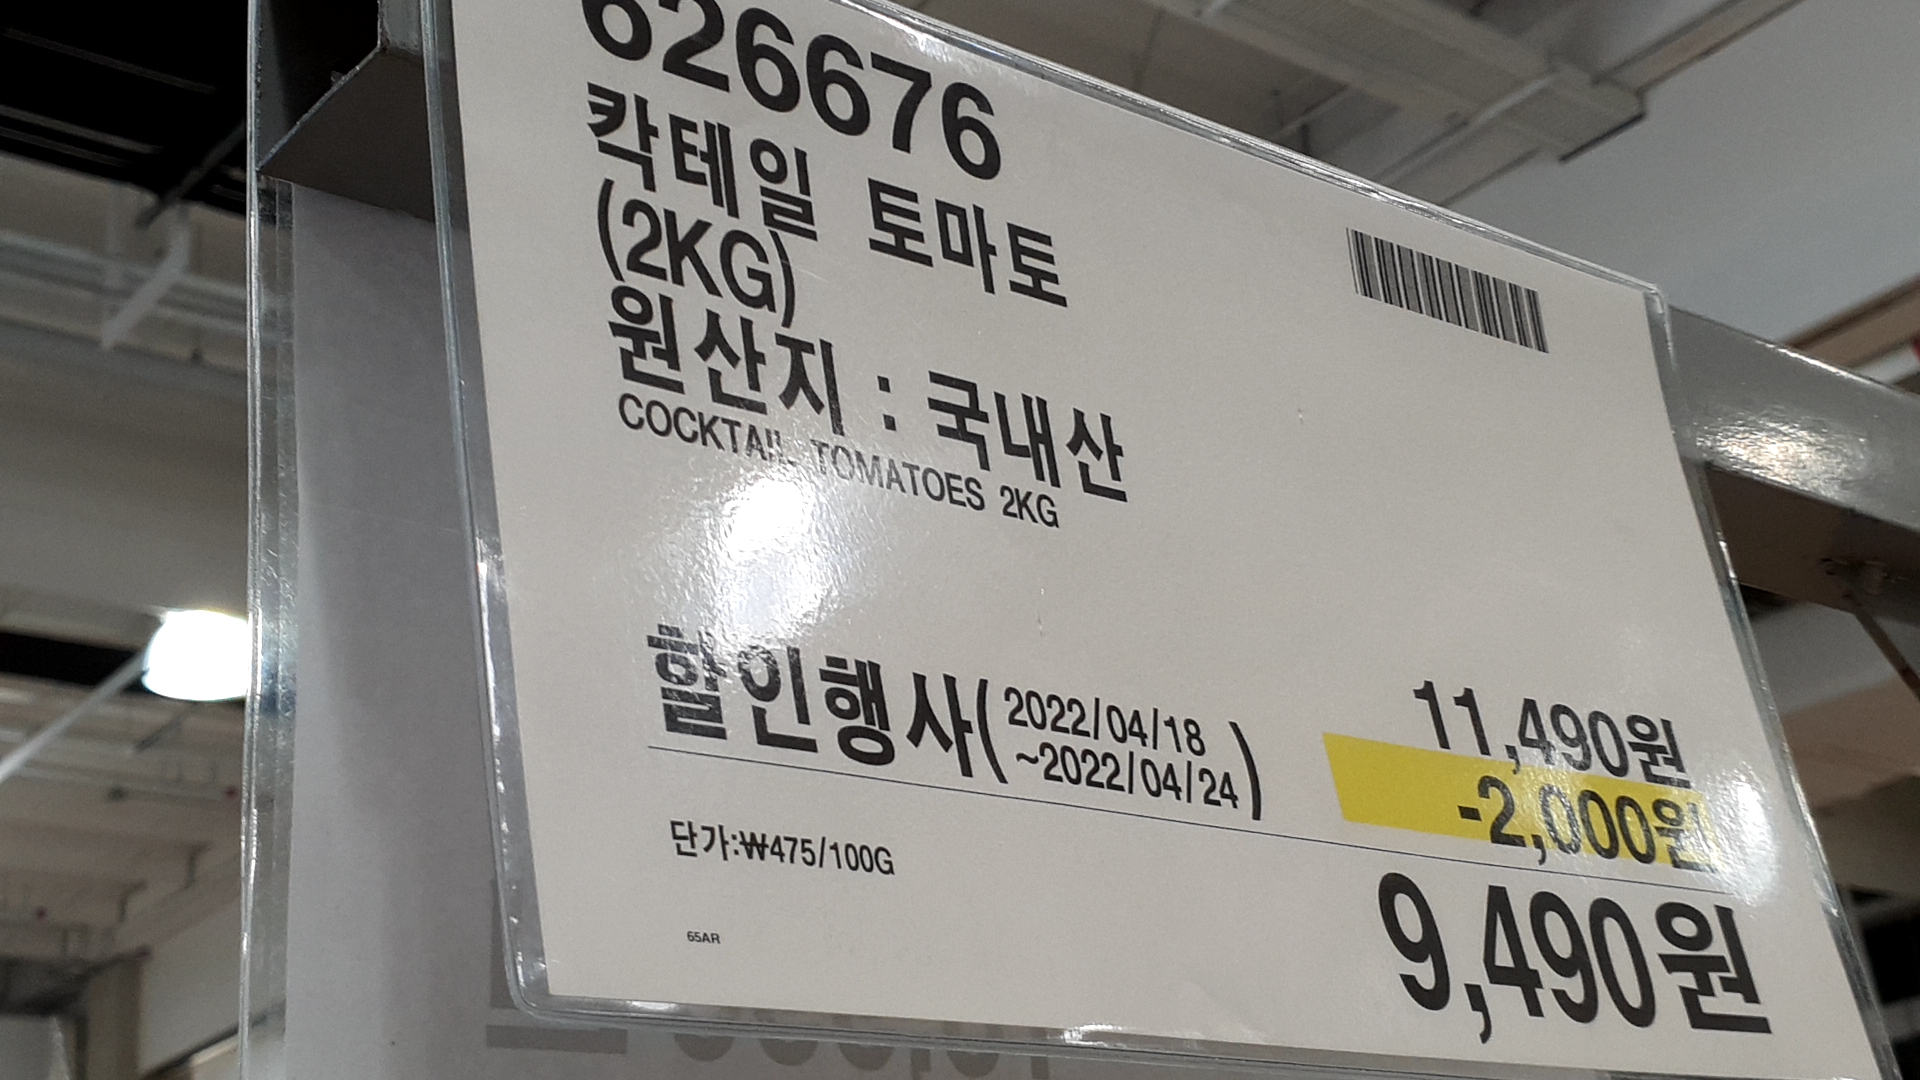 626676
칵테일 토마토
(2KG)
원산지 : 국내산
COCKTAIL TOMATOES 2KG
11,490원
할인행사(2022/04/18
~2022/04/24)
-2,000원
단가:₩475/100G
9,490원
65AR